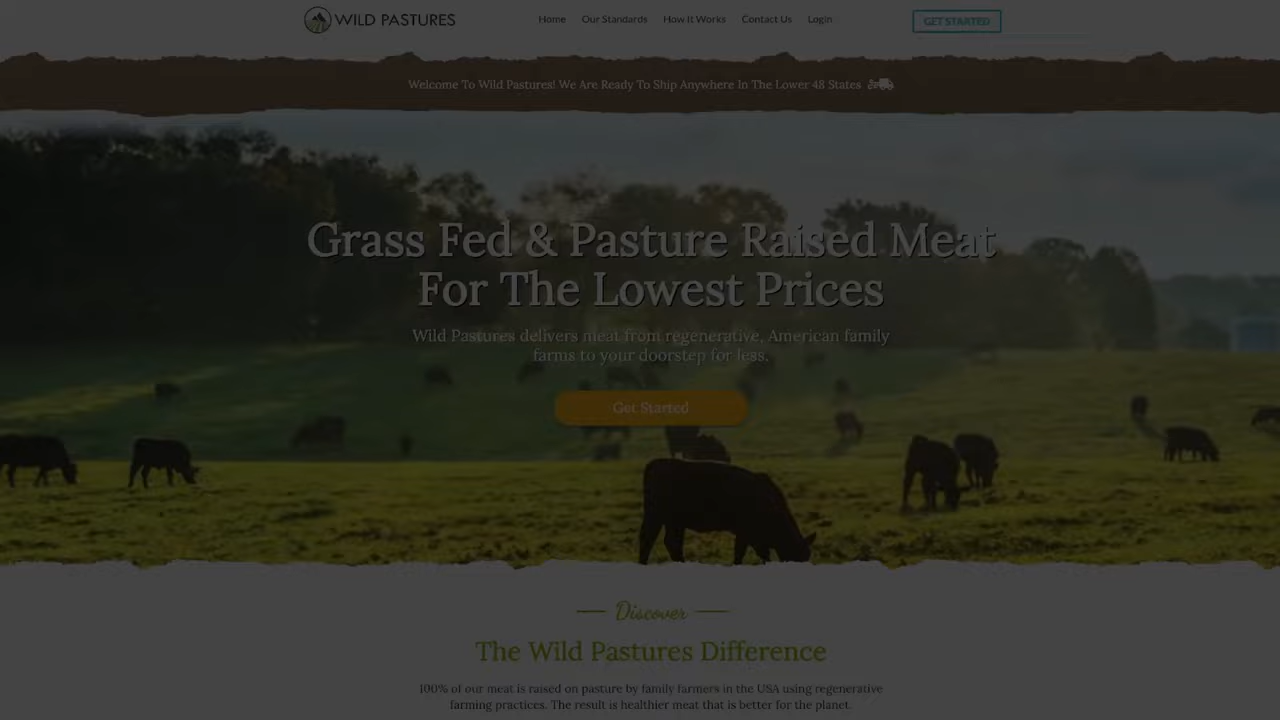 WILD PASTURES
Home Our Standards How It Works Contact Us Login
GET STARTED
Welcome To Wild Pastures! We Are Ready To Ship Anywhere In The Lower 48 States
Grass Fed & Pasture Raised Meat
For The Lowest Prices
Wild Pastures delivers meat from regenerative, American family
farms to your doorstep for less.
Get Started
Discover
The Wild Pastures Difference
100% of our meat is raised on pasture by family farmers in the USA using regenerative
farming practices. The result is healthier meat that is better for the planet.